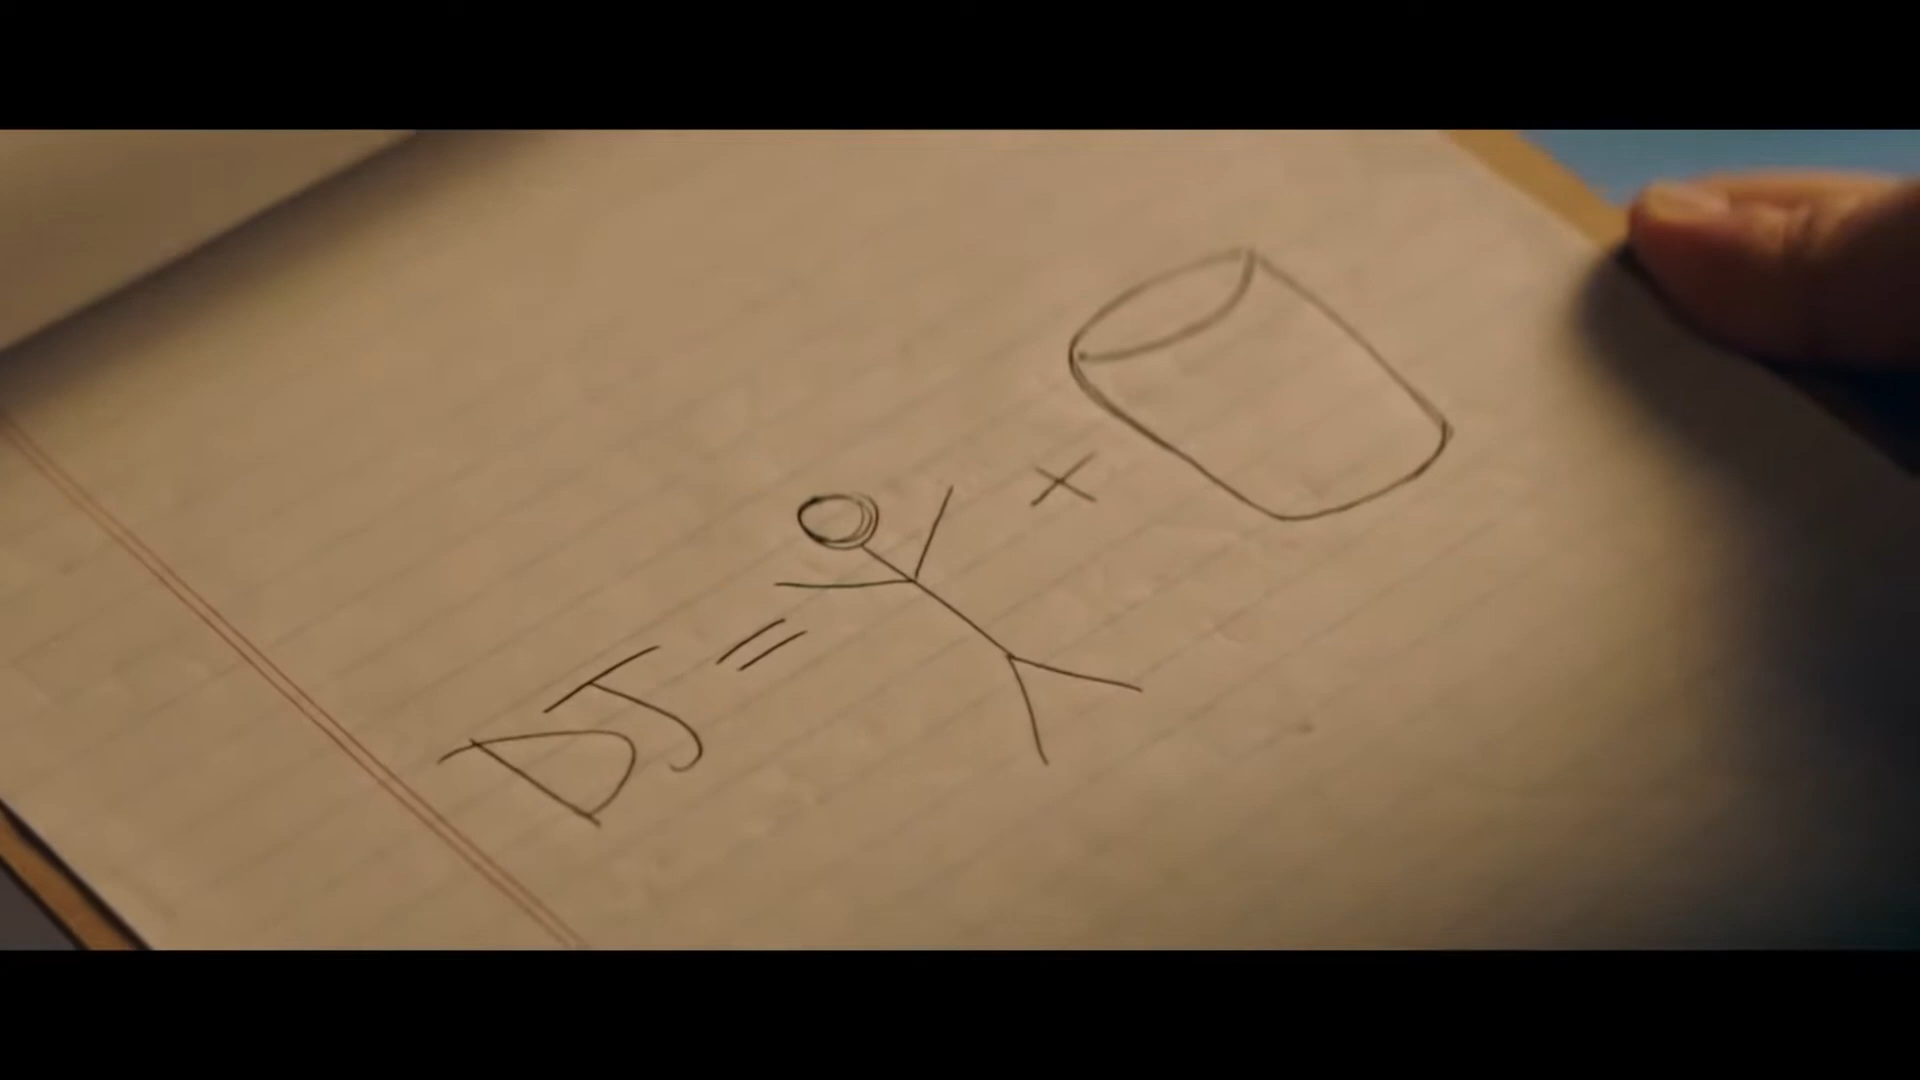 DJ = +